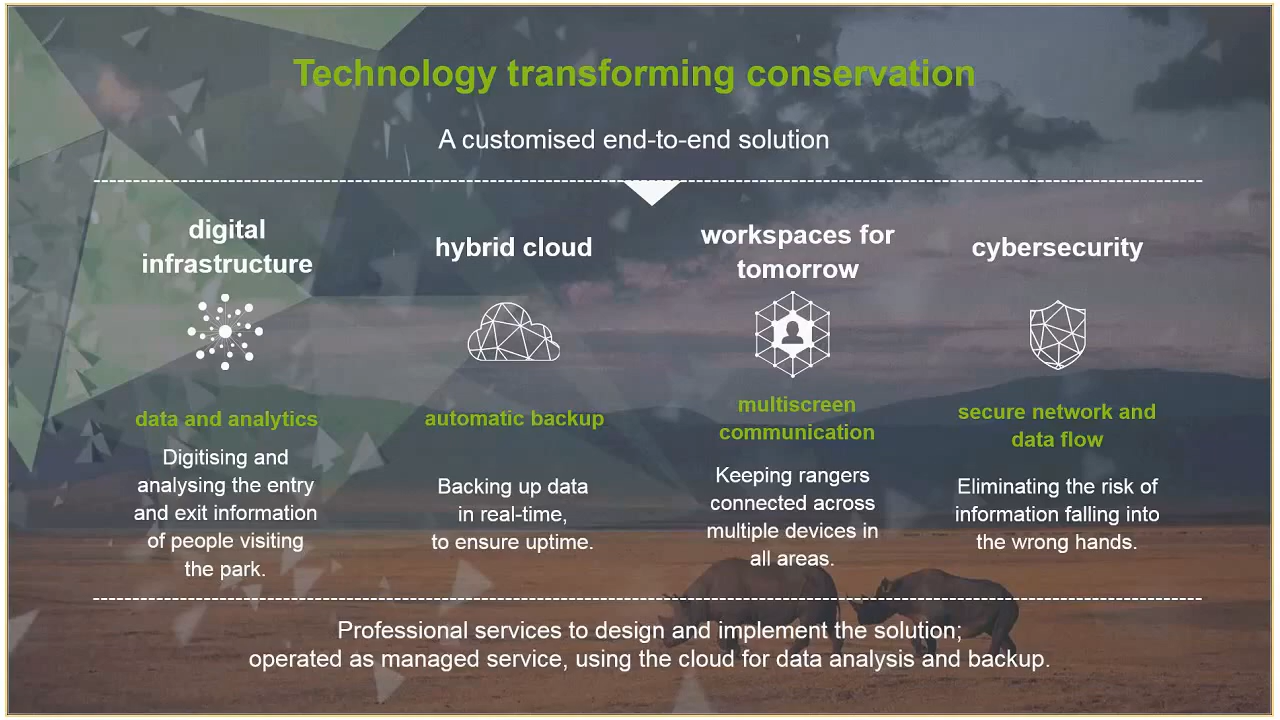 Technology transforming conservation
A customised end-to-end solution
digital
infrastructure
data and analytics
Digitising and
analysing the entry
and exit information
of people visiting
the park.
hybrid cloud
automatic backup
Backing up data
in real-time,
to ensure uptime.
workspaces for
tomorrow
multiscreen
communication
Keeping rangers
connected across
multiple devices in
all areas.
cybersecurity
secure network and
data flow
Eliminating the risk of
information falling into
the wrong hands.
Professional services to design and implement the solution;
operated as managed service, using the cloud for data analysis and backup.